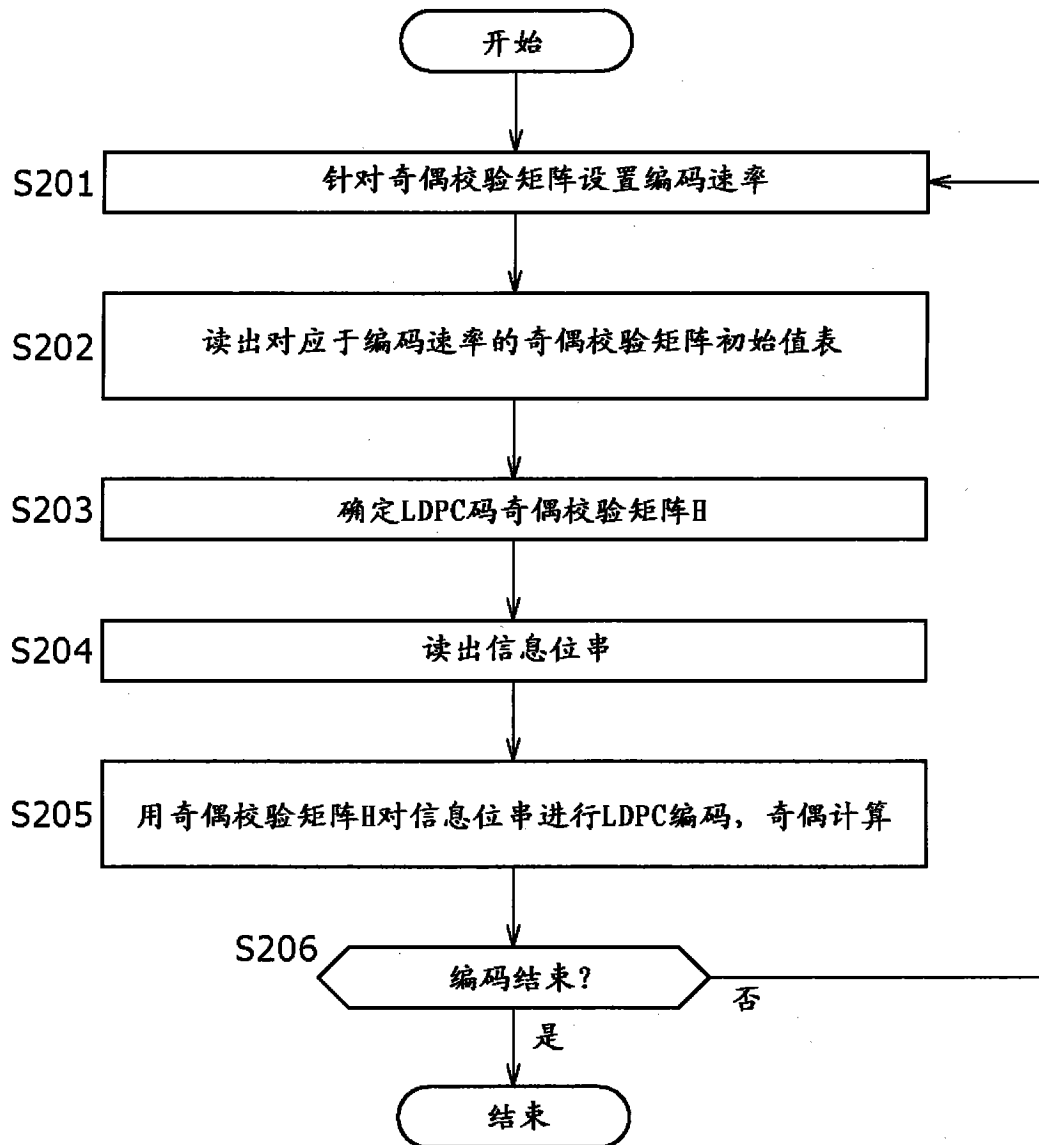 开始
S201
针对奇偶校验矩阵设置编码速率
S202
读出对应于编码速率的奇偶校验矩阵初始值表
S203
确定LDPC码奇偶校验矩阵H
S204
读出信息位串
S205
用奇偶校验矩阵H对信息位串进行LDPC编码，奇偶计算
S206
编码结束？
否
是
结束